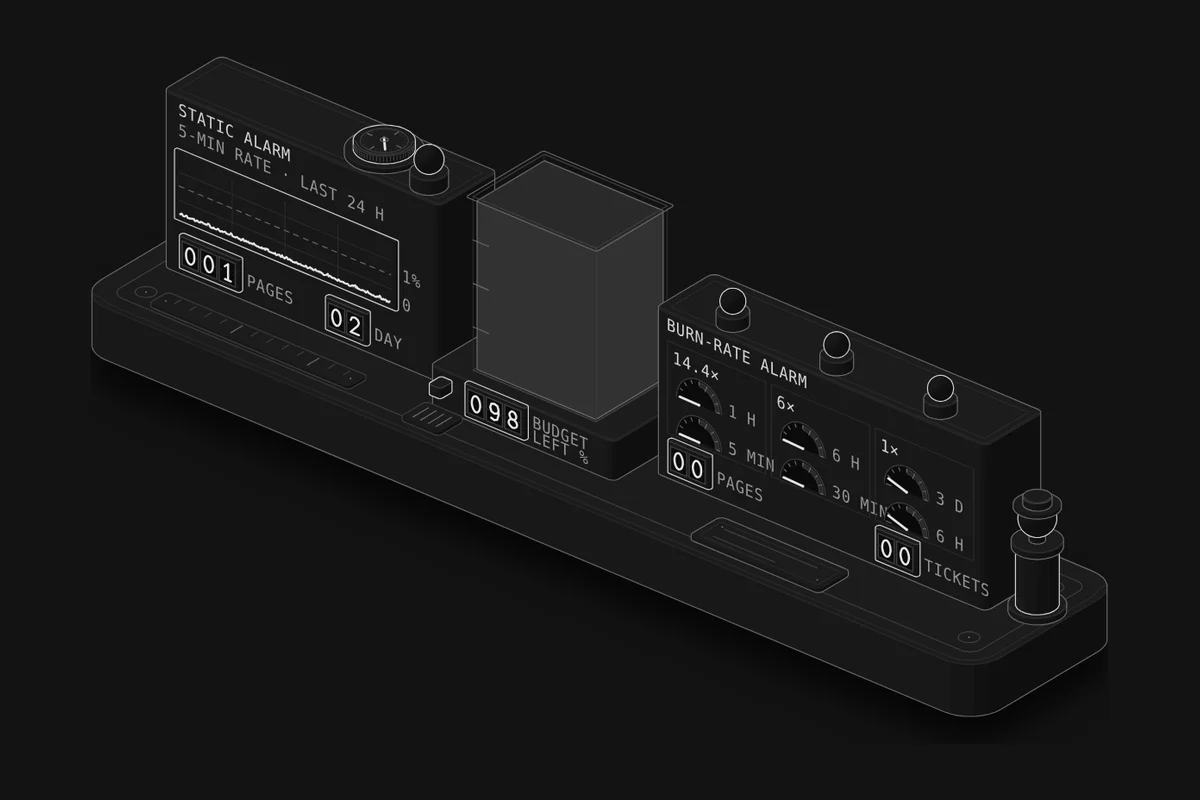 STATIC ALARM
5-MIN RATE · LAST 24 H
1%
0
001 PAGES
02 DAY
098 BUDGET
LEFT %
BURN-RATE ALARM
14.4×
1 H
5 MIN
6×
6 H
30 MIN
1×
3 D
6 H
00 PAGES
00 TICKETS